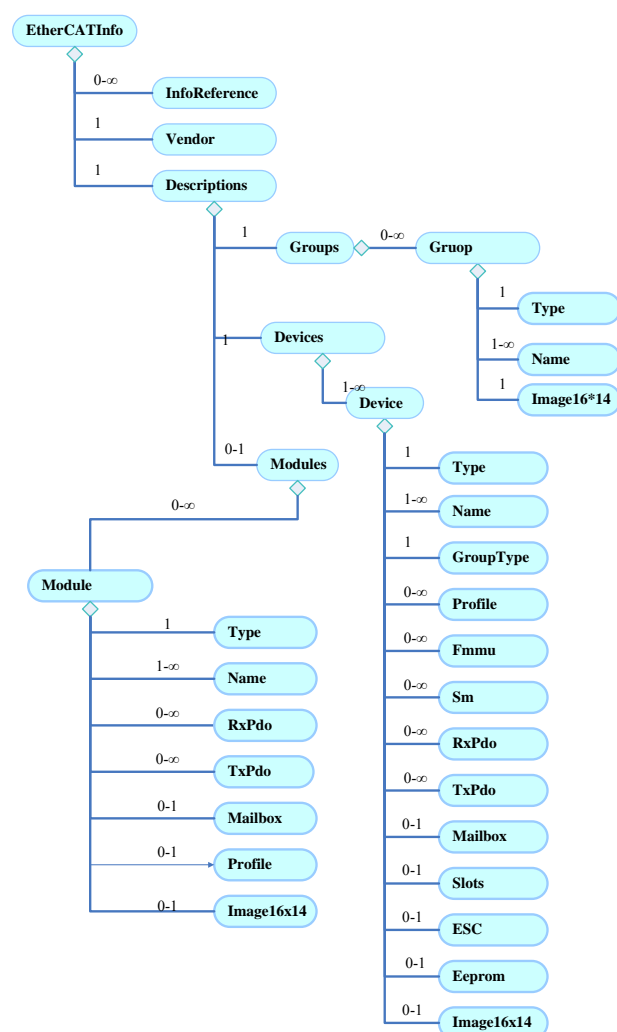 EtherCATInfo
0-∞
InfoReference
1
Vendor
1
Descriptions
1
Groups
0-∞
Gruop
1
Type
1-∞
Name
1
Image16*14
1
Devices
1-∞
Device
0-1
Modules
1
Type
1-∞
Name
1
GroupType
0-∞
Profile
0-∞
Fmmu
0-∞
Sm
0-∞
RxPdo
0-∞
TxPdo
0-1
Mailbox
0-1
Slots
0-1
ESC
0-1
Eeprom
0-1
Image16x14
0-∞
Module
1
Type
1-∞
Name
0-∞
RxPdo
0-∞
TxPdo
0-1
Mailbox
0-1
Profile
0-1
Image16x14